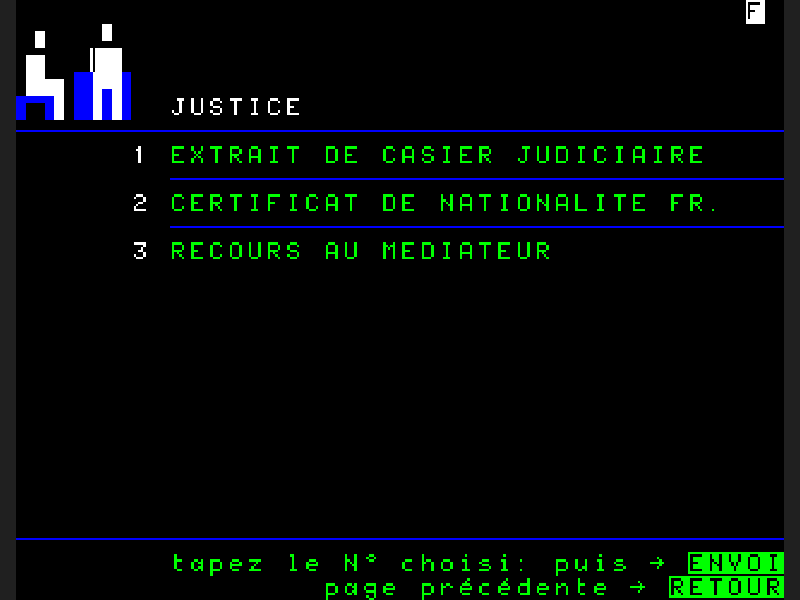 F
JUSTICE
1 EXTRAIT DE CASIER JUDICIAIRE
2 CERTIFICAT DE NATIONALITE FR.
3 RECOURS AU MEDIATEUR
tapez le N° choisi: puis → ENVOI
page précédente → RETOUR